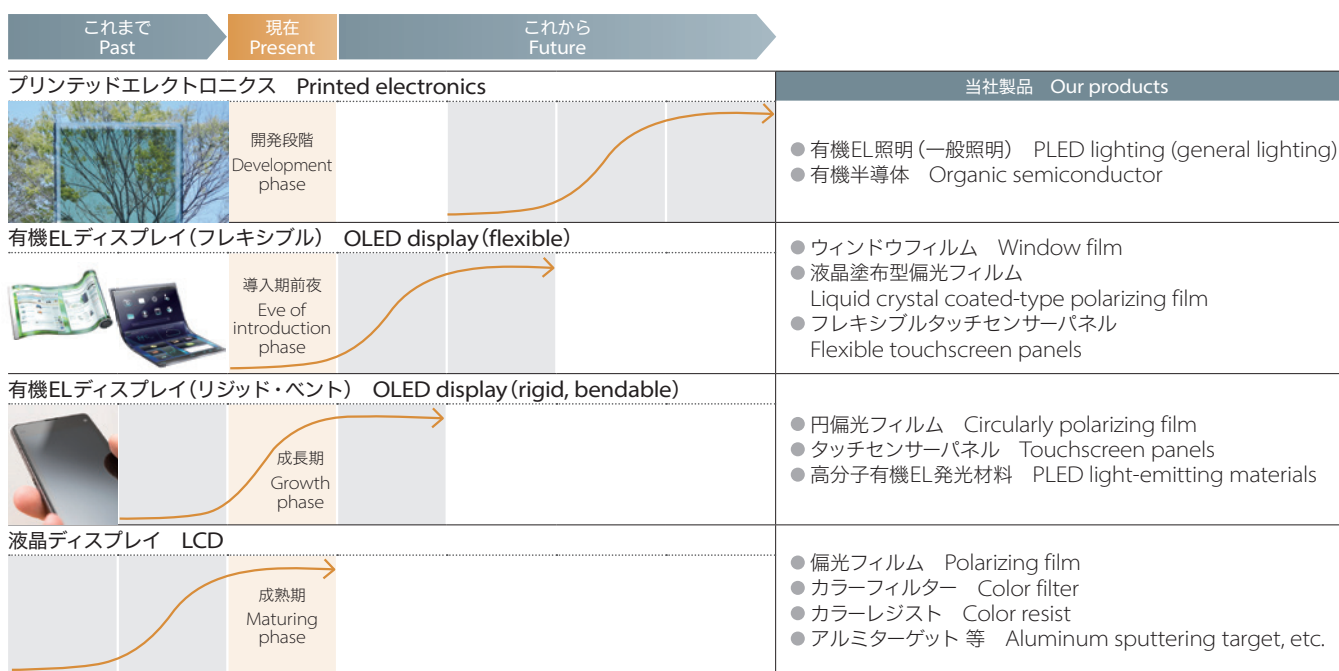 これまで
Past
現在
Present
これから
Future
プリンテッドエレクトロニクス Printed electronics
当社製品 Our products
開発段階
Development
phase
● 有機EL照明（一般照明） PLED lighting (general lighting)
● 有機半導体 Organic semiconductor
有機ELディスプレイ（フレキシブル） OLED display（flexible）
導入期前夜
Eve of
introduction
phase
● ウィンドウフィルム Window film
● 液晶塗布型偏光フィルム
Liquid crystal coated-type polarizing film
● フレキシブルタッチセンサーパネル
Flexible touchscreen panels
有機ELディスプレイ（リジッド・ベント） OLED display（rigid, bendable）
成長期
Growth
phase
● 円偏光フィルム Circularly polarizing film
● タッチセンサーパネル Touchscreen panels
● 高分子有機EL発光材料 PLED light-emitting materials
液晶ディスプレイ LCD
成熟期
Maturing
phase
● 偏光フィルム Polarizing film
● カラーフィルター Color filter
● カラーレジスト Color resist
● アルミターゲット 等 Aluminum sputtering target, etc.